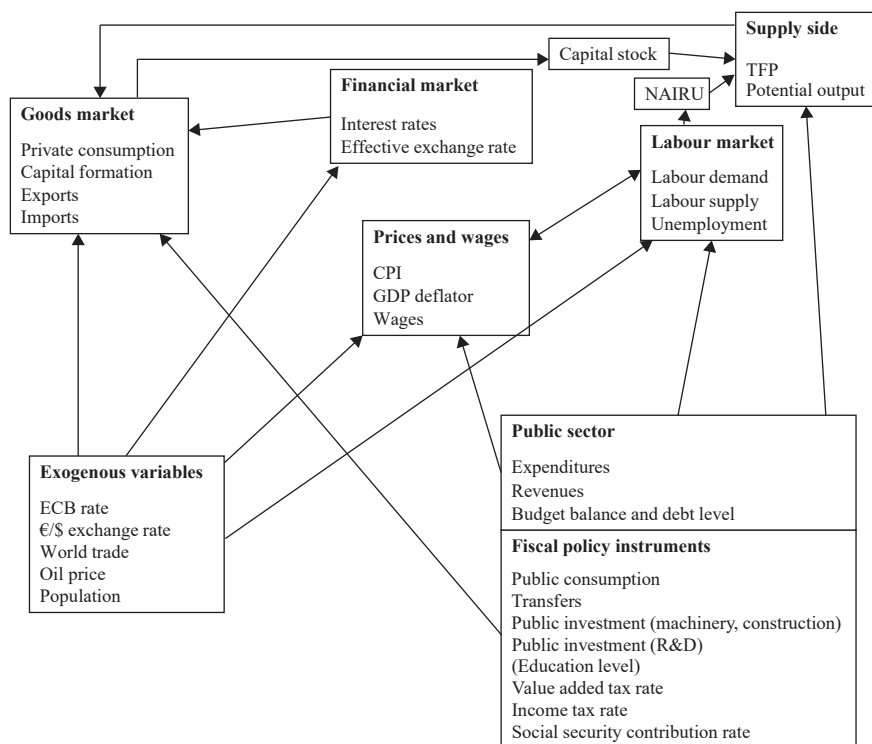 Supply side
TFP
Potential output
Capital stock
NAIRU
Financial market
Interest rates
Effective exchange rate
Goods market
Private consumption
Capital formation
Exports
Imports
Labour market
Labour demand
Labour supply
Unemployment
Prices and wages
CPI
GDP deflator
Wages
Public sector
Expenditures
Revenues
Budget balance and debt level
Exogenous variables
ECB rate
€/$ exchange rate
World trade
Oil price
Population
Fiscal policy instruments
Public consumption
Transfers
Public investment (machinery, construction)
Public investment (R&D)
(Education level)
Value added tax rate
Income tax rate
Social security contribution rate